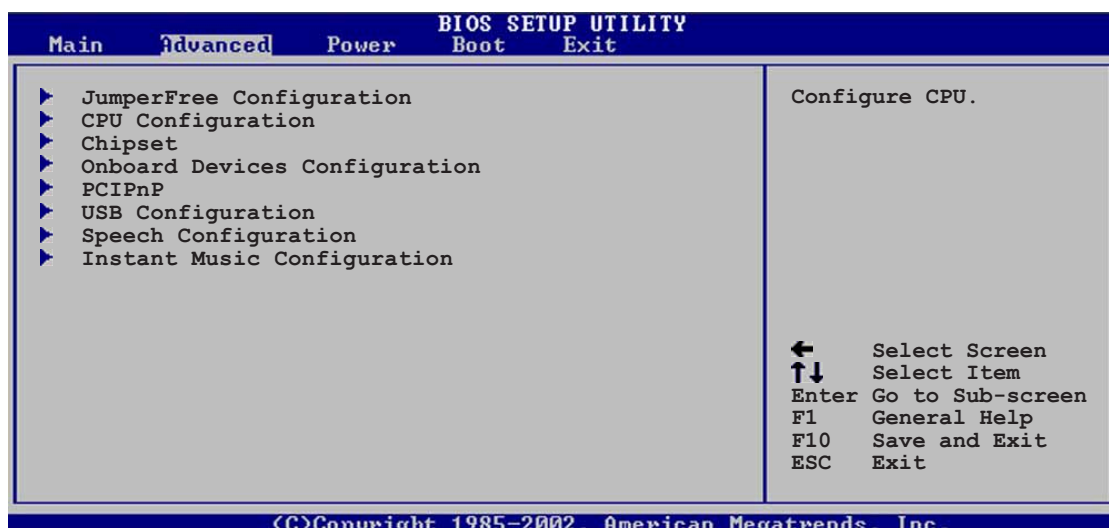 BIOS SETUP UTILITY
Main Advanced Power Boot Exit
JumperFree Configuration
CPU Configuration
Chipset
Onboard Devices Configuration
PCIPnP
USB Configuration
Speech Configuration
Instant Music Configuration
Configure CPU.
← Select Screen
↑↓ Select Item
Enter Go to Sub-screen
F1 General Help
F10 Save and Exit
ESC Exit
(C)Copyright 1985-2002, American Megatrends, Inc.